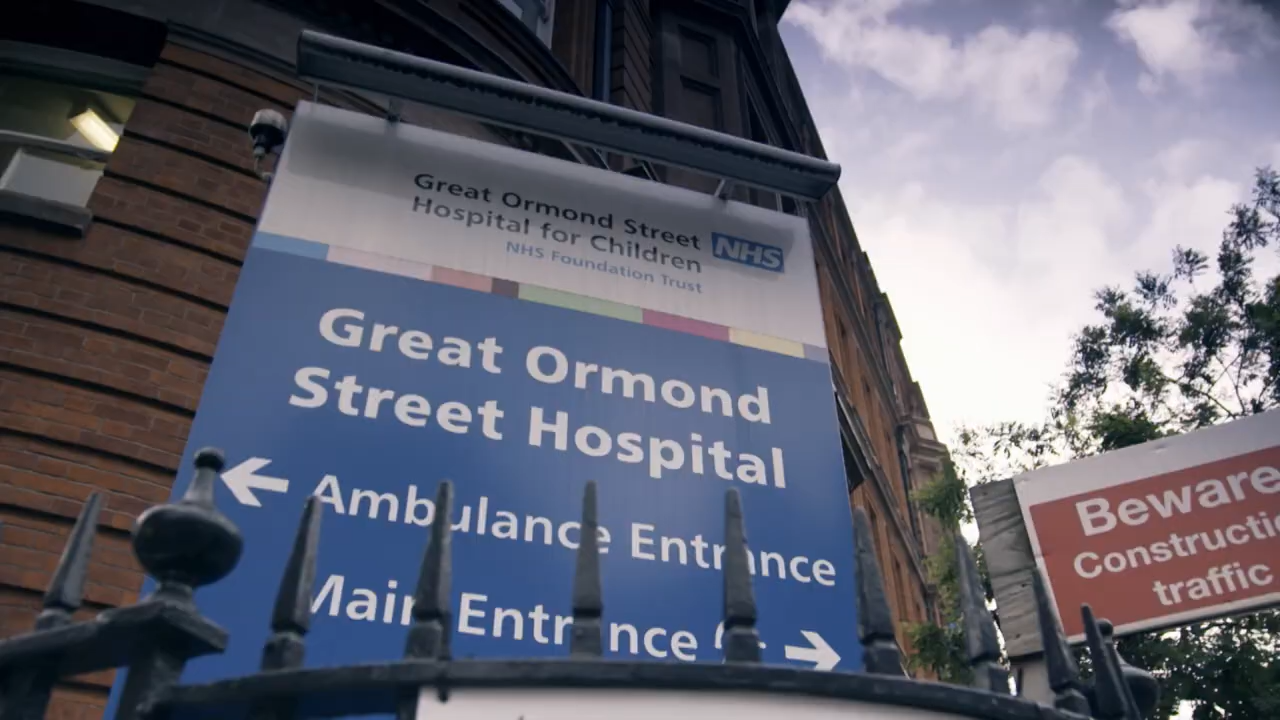 Great Ormond Street
Hospital for Children
NHS
NHS Foundation Trust
Great Ormond
Street Hospital
Ambulance Entrance
Main Entrance
Beware
traffic